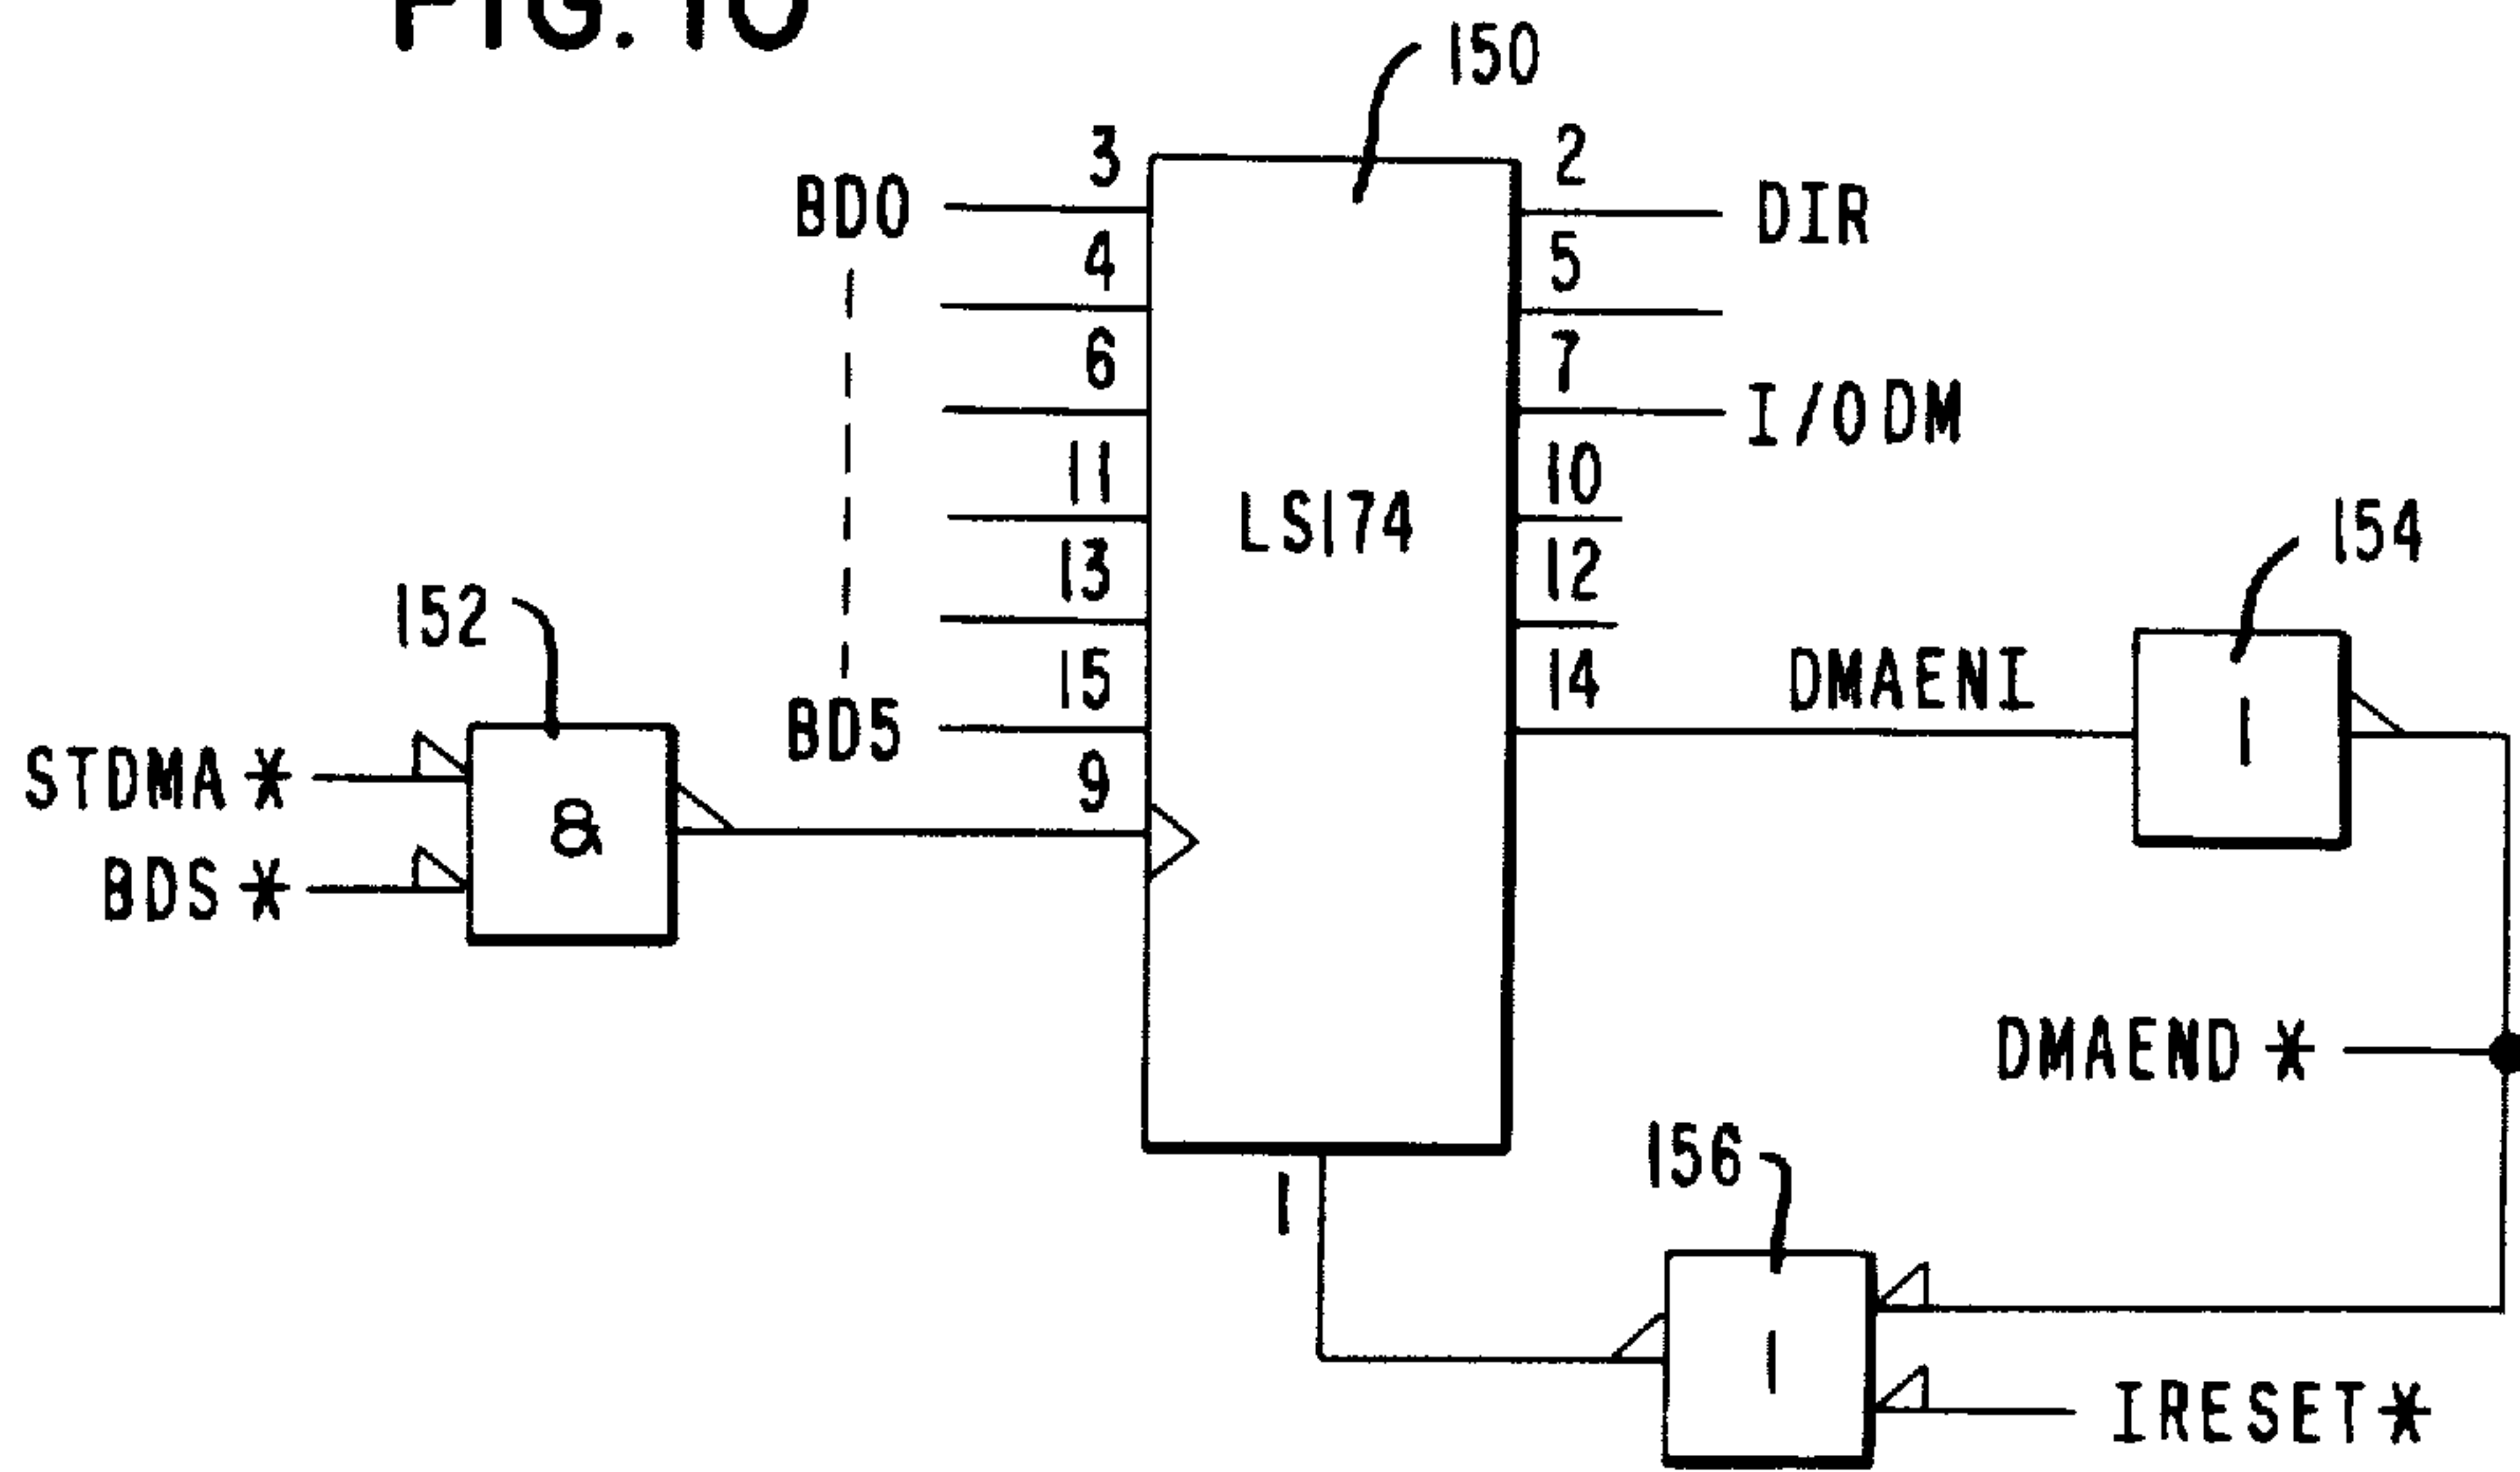 FIG. 10
150
3
2
BD0
DIR
4
5
6
7
I/O DM
11
10
LS174
154
13
12
152
15
14
DMAENI
1
BD5
STDMA *
9
&
BDS *
DMAEND *
156
1
1
IRESET *